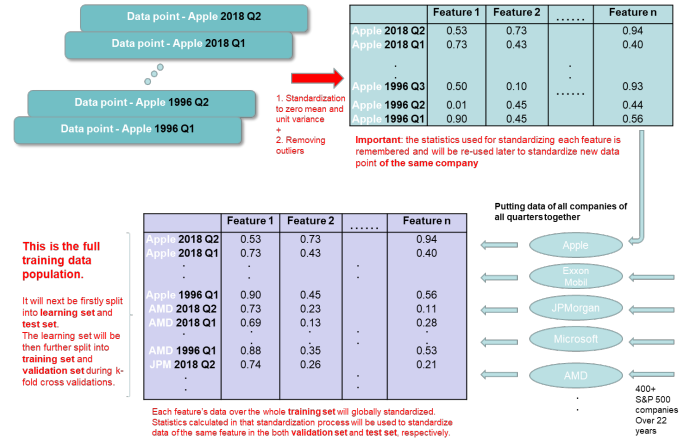 Data point - Apple 2018 Q2
Data point - Apple 2018 Q1
Data point - Apple 1996 Q2
Data point - Apple 1996 Q1
1. Standardization
to zero mean and
unit variance
+
2. Removing
outliers
Feature 1 Feature 2 ...... Feature n
Apple 2018 Q2 0.53 0.73 0.94
Apple 2018 Q1 0.73 0.43 0.40
Apple 1996 Q3 0.50 0.10 ...... 0.93
Apple 1996 Q2 0.01 0.45 0.44
Apple 1996 Q1 0.90 0.45 0.56
Important: the statistics used for standardizing each feature is
remembered and will be re-used later to standardize new data
point of the same company
Putting data of all companies of
all quarters together
Apple
Exxon
Mobil
JPMorgan
Microsoft
AMD
400+
S&P 500
companies
Over 22
years
This is the full
training data
population.
It will next be firstly split
into learning set and
test set.
The learning set will be
then further split into
training set and
validation set during k-
fold cross validations.
Feature 1 Feature 2 ...... Feature n
Apple 2018 Q2 0.53 0.73 0.94
Apple 2018 Q1 0.73 0.43 0.40
Apple 1996 Q1 0.90 0.45 0.56
AMD 2018 Q2 0.73 0.23 0.11
AMD 2018 Q1 0.69 0.13 0.28
AMD 1996 Q1 0.88 0.35 0.53
JPM 2018 Q2 0.74 0.26 0.21
Each feature's data over the whole training set will globally standardized.
Statistics calculated in that standardization process will be used to standardize
data of the same feature in the both validation set and test set, respectively.